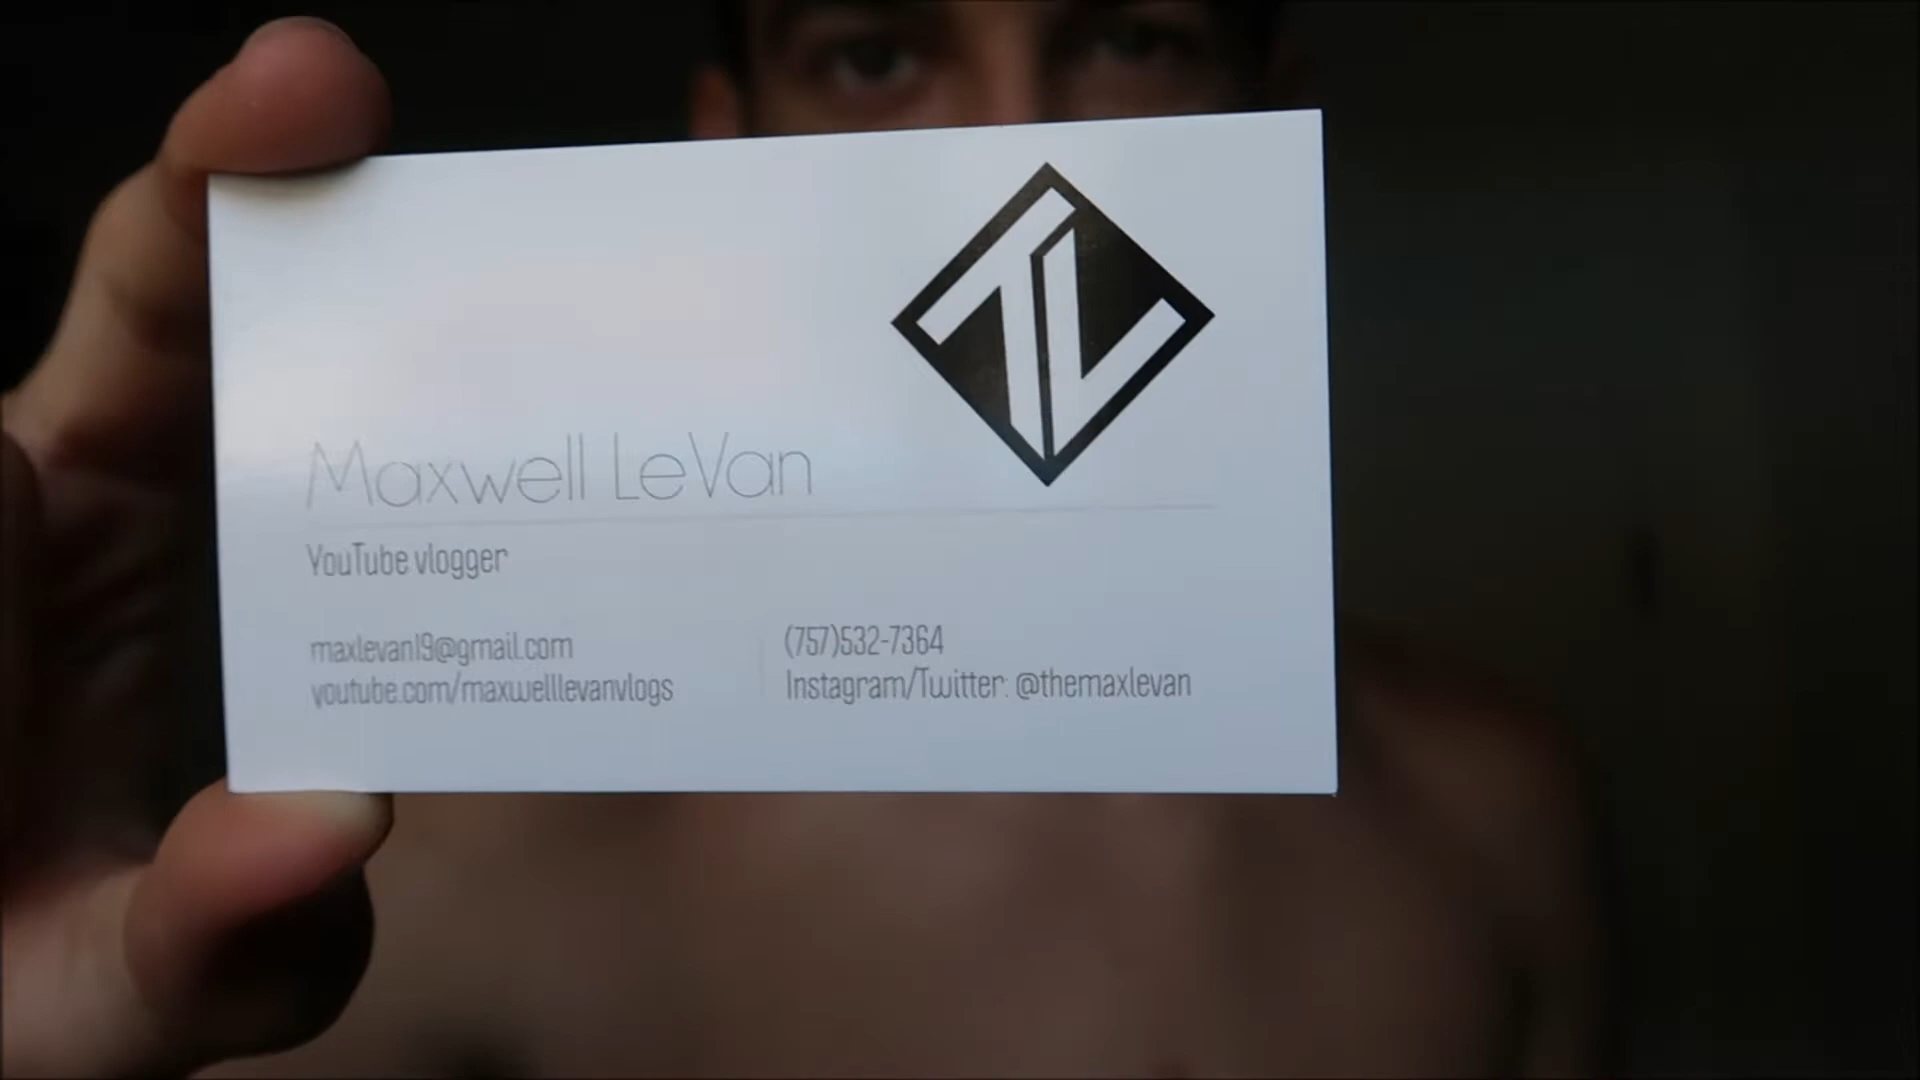 Maxwell LeVan
YouTube vlogger
maxlevan19@gmail.com
youtube.com/maxwelllevanvlogs
(757)532-7364
Instagram/Twitter: @themaxlevan